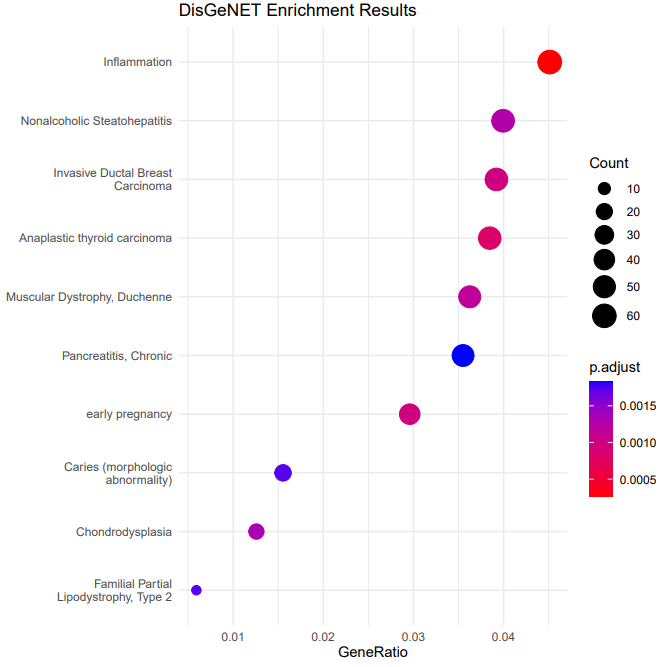 DisGeNET Enrichment Results
Inflammation
Nonalcoholic Steatohepatitis
Invasive Ductal Breast
Carcinoma
Anaplastic thyroid carcinoma
Muscular Dystrophy, Duchenne
Pancreatitis, Chronic
early pregnancy
Caries (morphologic
abnormality)
Chondrodysplasia
Familial Partial
Lipodystrophy, Type 2
0.01
0.02
0.03
0.04
GeneRatio
Count
10
20
30
40
50
60
p.adjust
0.0015
0.0010
0.0005